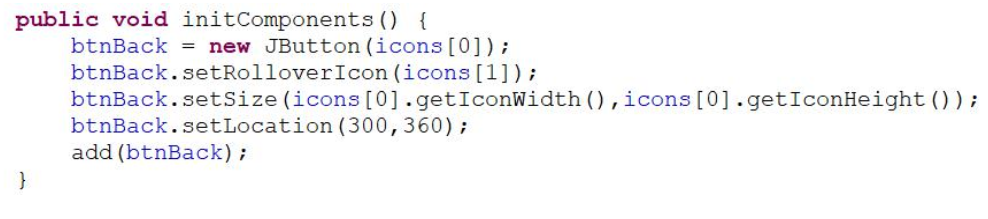 public void initComponents() {
    btnBack = new JButton(icons[0]);
    btnBack.setRolloverIcon(icons[1]);
    btnBack.setSize(icons[0].getIconWidth(),icons[0].getIconHeight());
    btnBack.setLocation(300,360);
    add(btnBack);
}